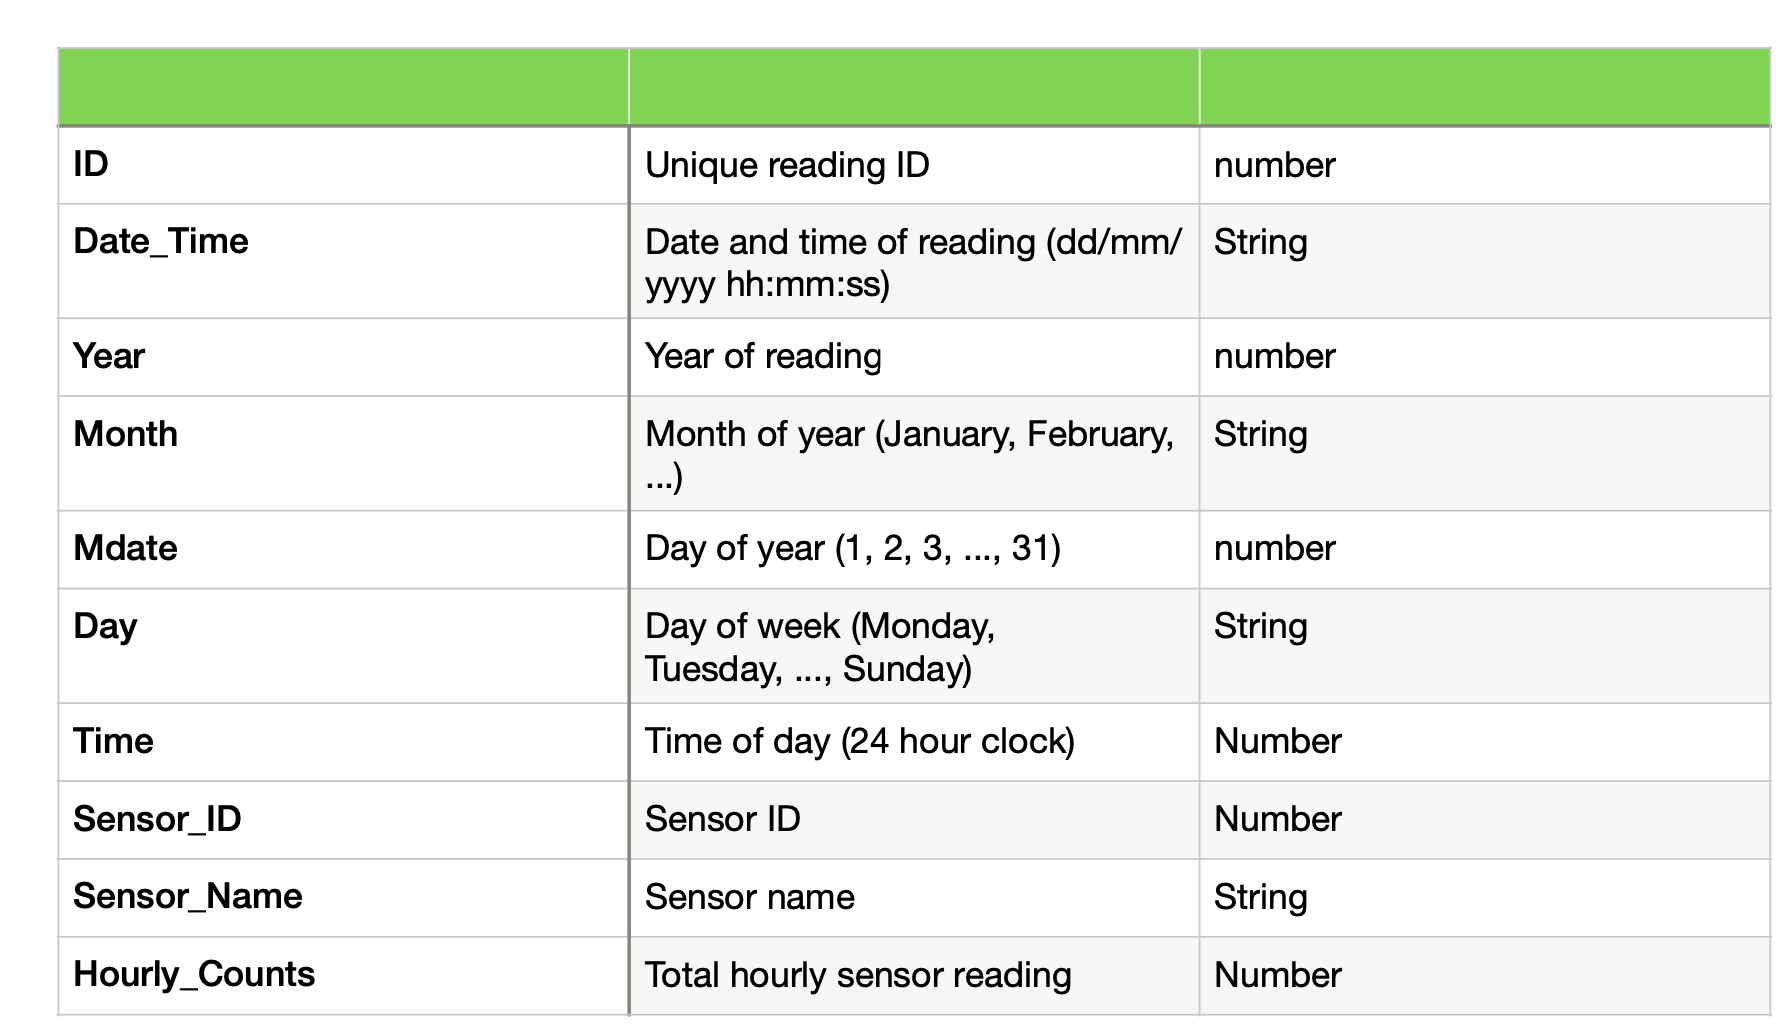 ID Unique reading ID number
Date_Time Date and time of reading (dd/mm/ String
yyyy hh:mm:ss)
Year Year of reading number
Month Month of year (January, February, String
...)
Mdate Day of year (1, 2, 3, ..., 31) number
Day Day of week (Monday, String
Tuesday, ..., Sunday)
Time Time of day (24 hour clock) Number
Sensor_ID Sensor ID Number
Sensor_Name Sensor name String
Hourly_Counts Total hourly sensor reading Number